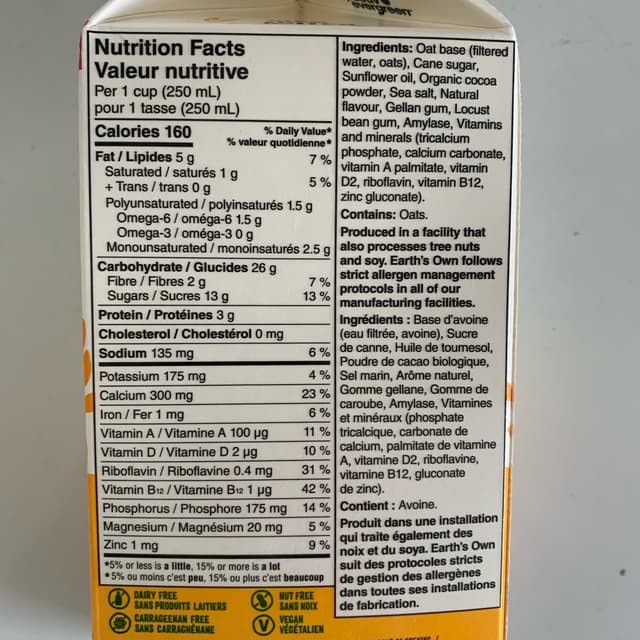 evergreen
Nutrition Facts
Valeur nutritive
Per 1 cup (250 mL)
pour 1 tasse (250 mL)
Calories 160
% Daily Value*
% valeur quotidienne*
Fat / Lipides 5 g 7 %
Saturated / saturés 1 g
+ Trans / trans 0 g 5 %
Polyunsaturated / polyinsaturés 1.5 g
Omega-6 / oméga-6 1.5 g
Omega-3 / oméga-3 0 g
Monounsaturated / monoinsaturés 2.5 g
Carbohydrate / Glucides 26 g
Fibre / Fibres 2 g 7 %
Sugars / Sucres 13 g 13 %
Protein / Protéines 3 g
Cholesterol / Cholestérol 0 mg
Sodium 135 mg 6 %
Potassium 175 mg 4 %
Calcium 300 mg 23 %
Iron / Fer 1 mg 6 %
Vitamin A / Vitamine A 100 µg 11 %
Vitamin D / Vitamine D 2 µg 10 %
Riboflavin / Riboflavine 0.4 mg 31 %
Vitamin B12 / Vitamine B12 1 µg 42 %
Phosphorus / Phosphore 175 mg 14 %
Magnesium / Magnésium 20 mg 5 %
Zinc 1 mg 9 %
*5% or less is a little, 15% or more is a lot
*5% ou moins c'est peu, 15% ou plus c'est beaucoup
DAIRY FREE
SANS PRODUITS LAITIERS
NUT FREE
SANS NOIX
CARRAGEENAN FREE
SANS CARRAGHÉNANE
VEGAN
VÉGÉTALIEN
Ingredients: Oat base (filtered
water, oats), Cane sugar,
Sunflower oil, Organic cocoa
powder, Sea salt, Natural
flavour, Gellan gum, Locust
bean gum, Amylase, Vitamins
and minerals (tricalcium
phosphate, calcium carbonate,
vitamin A palmitate, vitamin
D2, riboflavin, vitamin B12,
zinc gluconate).
Contains: Oats.
Produced in a facility that
also processes tree nuts
and soy. Earth's Own follows
strict allergen management
protocols in all of our
manufacturing facilities.
Ingrédients : Base d'avoine
(eau filtrée, avoine), Sucre
de canne, Huile de tournesol,
Poudre de cacao biologique,
Sel marin, Arôme naturel,
Gomme gellane, Gomme de
caroube, Amylase, Vitamines
et minéraux (phosphate
tricalcique, carbonate de
calcium, palmitate de vitamine
A, vitamine D2, riboflavine,
vitamine B12, gluconate
de zinc).
Contient : Avoine.
Produit dans une installation
qui traite également des
noix et du soya. Earth's Own
suit des protocoles stricts
de gestion des allergènes
dans toutes ses installations
de fabrication.